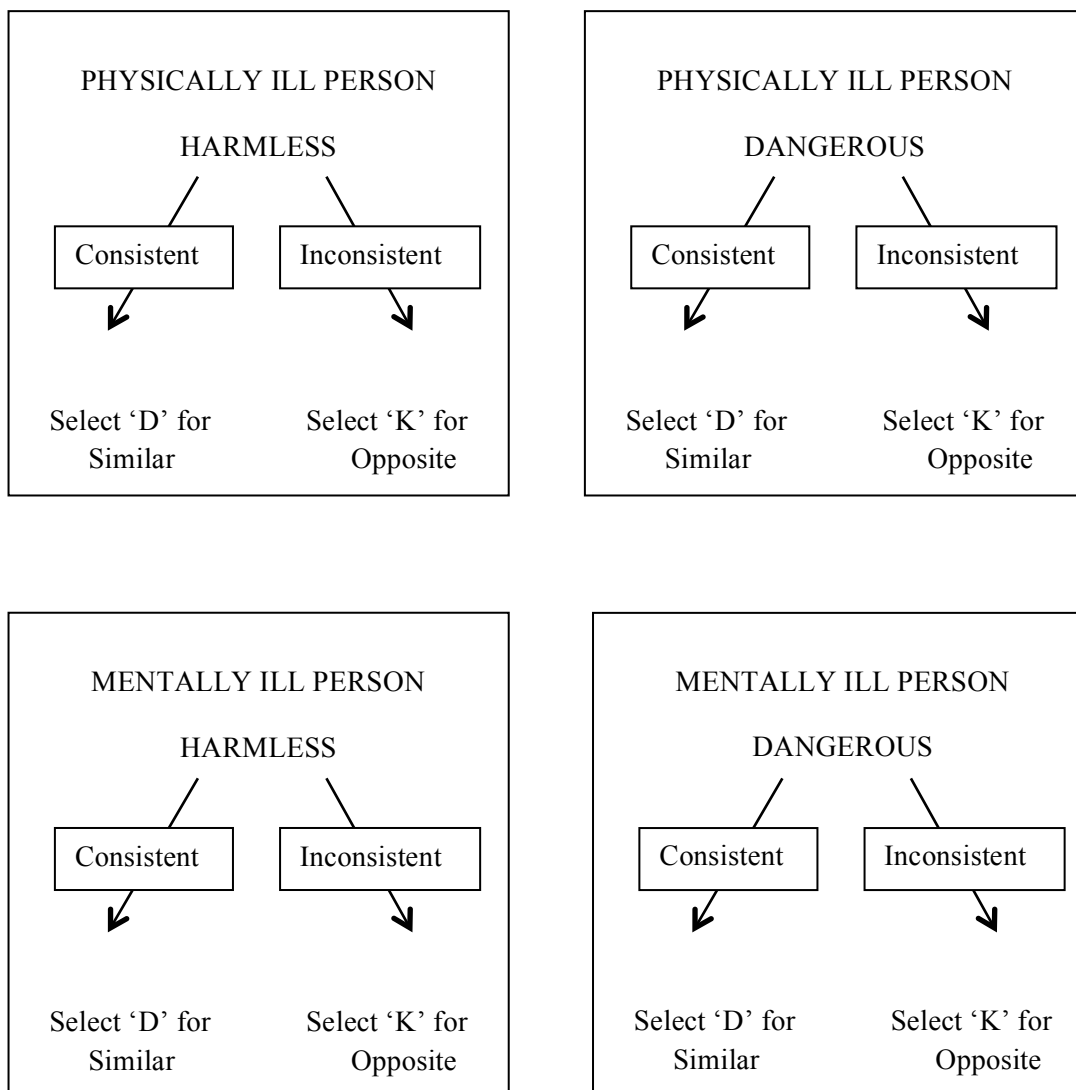 PHYSICALLY ILL PERSON
HARMLESS
Consistent
Inconsistent
Select ‘D’ for
Similar
Select ‘K’ for
Opposite
PHYSICALLY ILL PERSON
DANGEROUS
Consistent
Inconsistent
Select ‘D’ for
Similar
Select ‘K’ for
Opposite
MENTALLY ILL PERSON
HARMLESS
Consistent
Inconsistent
Select ‘D’ for
Similar
Select ‘K’ for
Opposite
MENTALLY ILL PERSON
DANGEROUS
Consistent
Inconsistent
Select ‘D’ for
Similar
Select ‘K’ for
Opposite